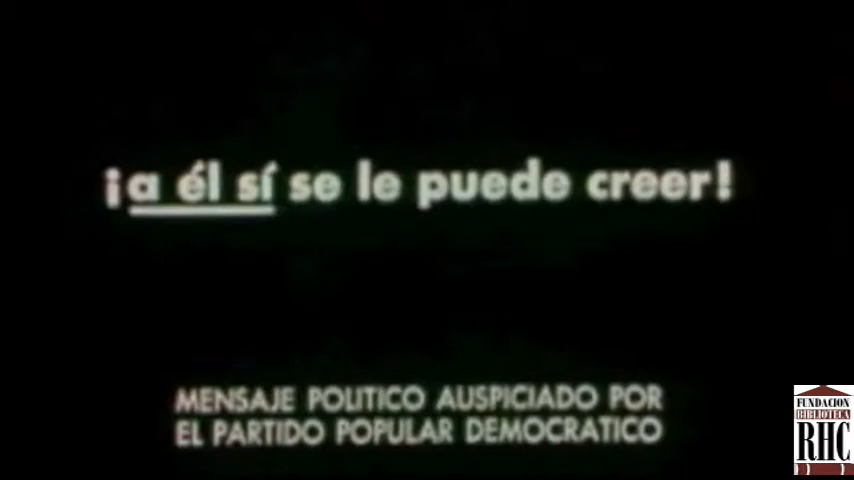 ¡a él sí se le puede creer!
MENSAJE POLITICO AUSPICIADO POR
EL PARTIDO POPULAR DEMOCRATICO
FUNDACION
BIBLIOTECA
RHC